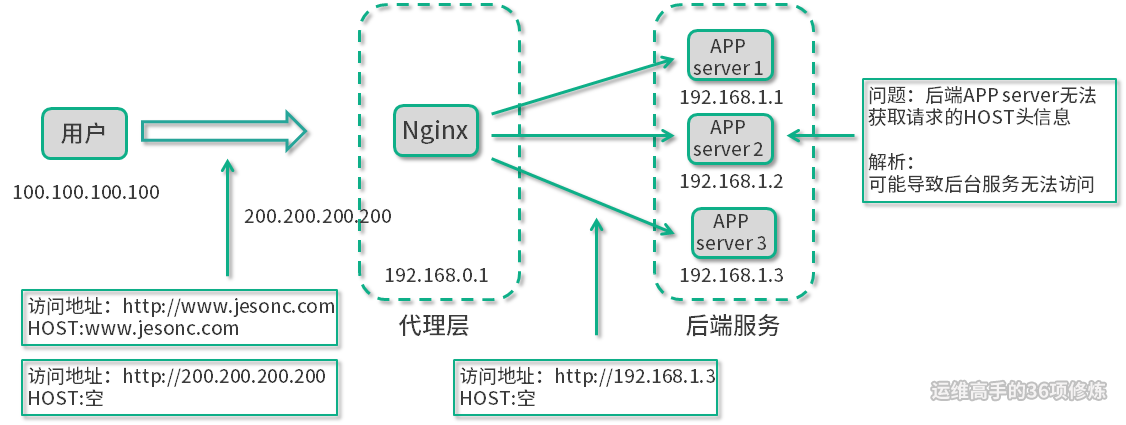 用户
100.100.100.100
200.200.200.200
访问地址：http://www.jesonc.com
HOST:www.jesonc.com
访问地址：http://200.200.200.200
HOST:空
Nginx
192.168.0.1
代理层
访问地址：http://192.168.1.3
HOST:空
APP
server 1
192.168.1.1
APP
server 2
192.168.1.2
APP
server 3
192.168.1.3
后端服务
问题：后端APP server无法
获取请求的HOST头信息
解析：
可能导致后台服务无法访问
运维高手的36项修炼